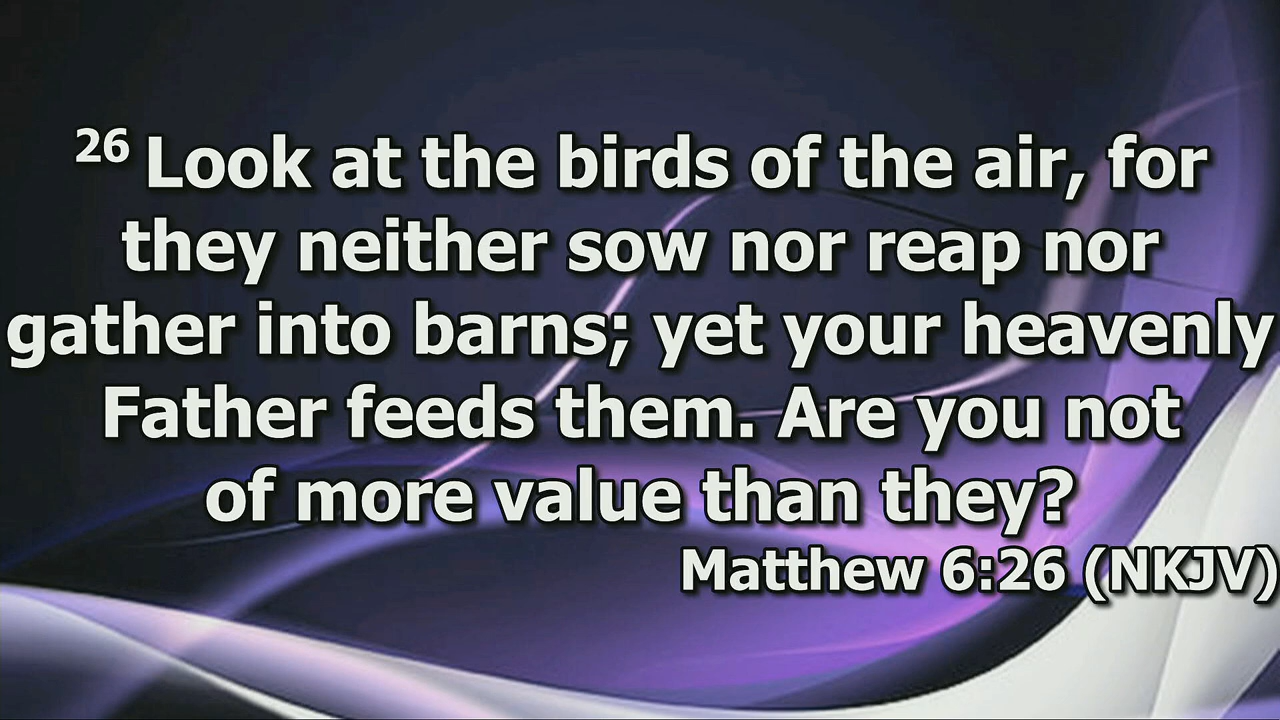 26 Look at the birds of the air, for
they neither sow nor reap nor
gather into barns; yet your heavenly
Father feeds them. Are you not
of more value than they?
Matthew 6:26 (NKJV)